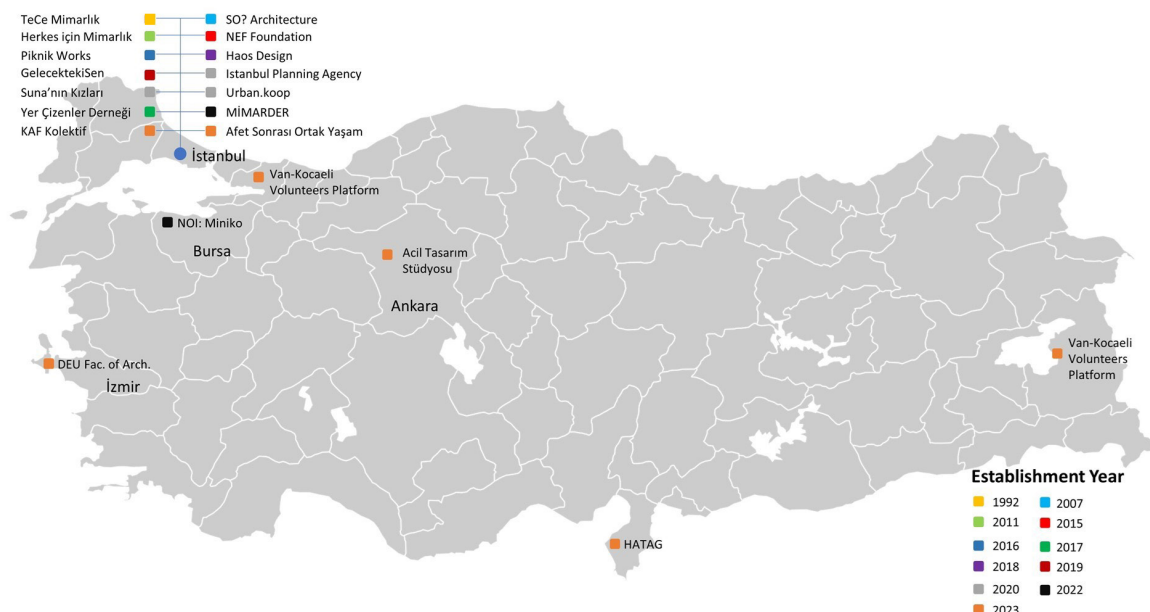 TeCe Mimarlık
SO? Architecture
Herkes için Mimarlık
NEF Foundation
Piknik Works
Haos Design
GelecektekiSen
Istanbul Planning Agency
Suna'nın Kızları
Urban.koop
Yer Çizenler Derneği
MİMARDER
KAF Kolektif
Afet Sonrası Ortak Yaşam
İstanbul
Van-Kocaeli
Volunteers Platform
NOI: Miniko
Bursa
Acil Tasarım
Stüdyosu
Ankara
DEU Fac. of Arch.
İzmir
Van-Kocaeli
Volunteers
Platform
HATAG
Establishment Year
1992
2007
2011
2015
2016
2017
2018
2019
2020
2022
2023